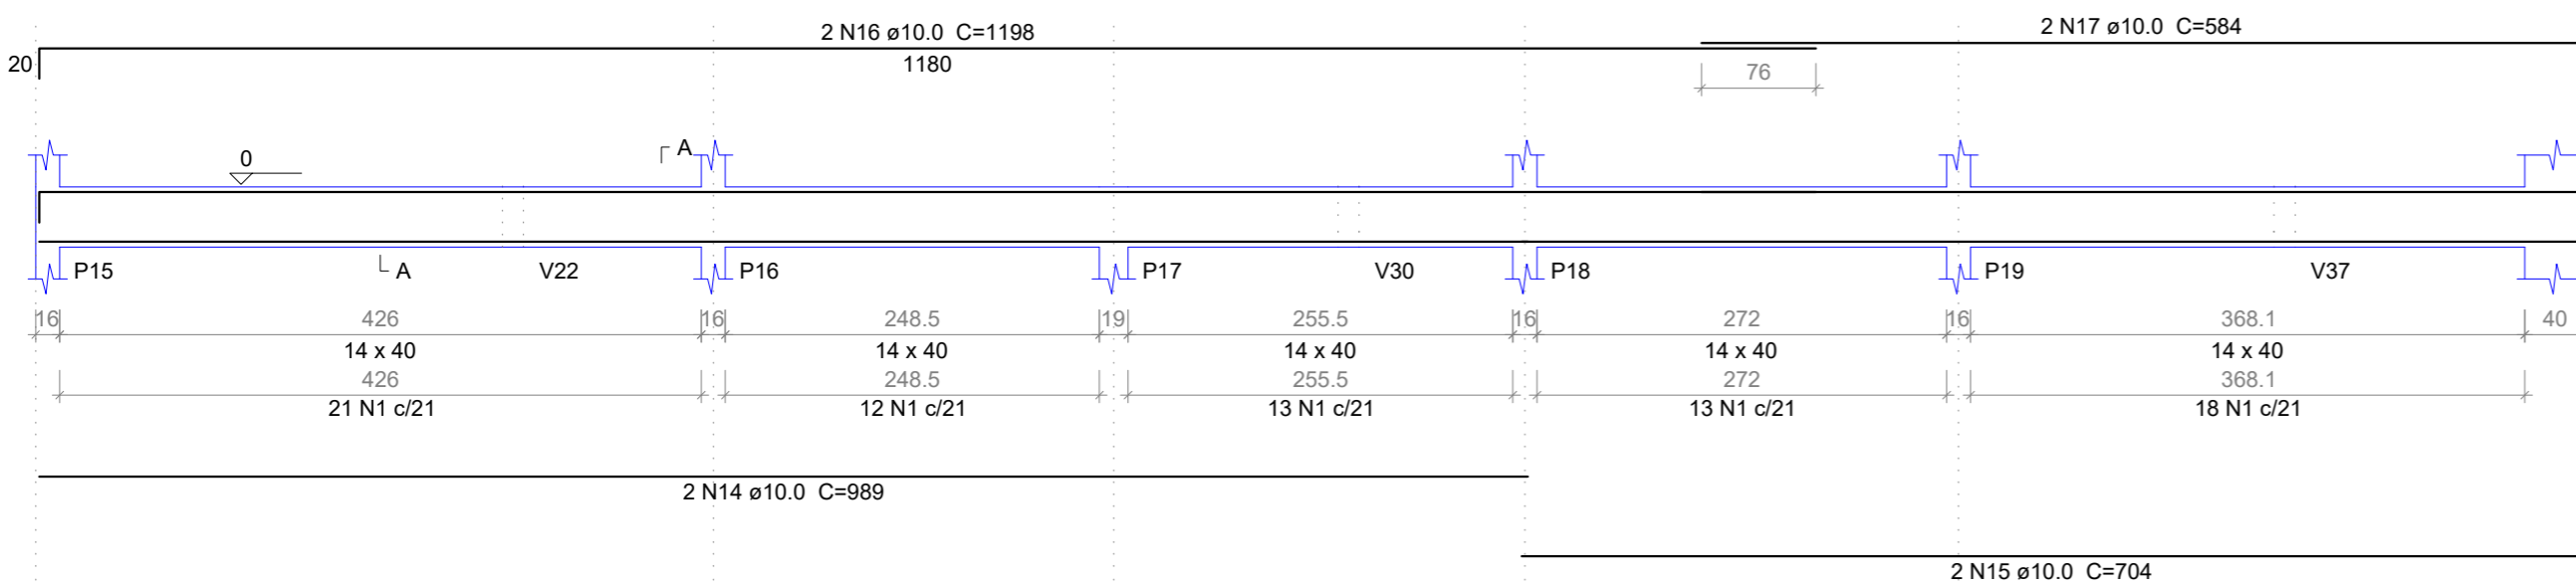 2 N16 ø10.0 C=1198
2 N17 ø10.0 C=584
20
1180
76
A
0
P15
A
V22
P16
P17
V30
P18
P19
V37
16
426
16
248.5
19
255.5
16
272
16
368.1
40
14 x 40
14 x 40
14 x 40
14 x 40
14 x 40
426
248.5
255.5
272
368.1
21 N1 c/21
12 N1 c/21
13 N1 c/21
13 N1 c/21
18 N1 c/21
2 N14 ø10.0 C=989
2 N15 ø10.0 C=704